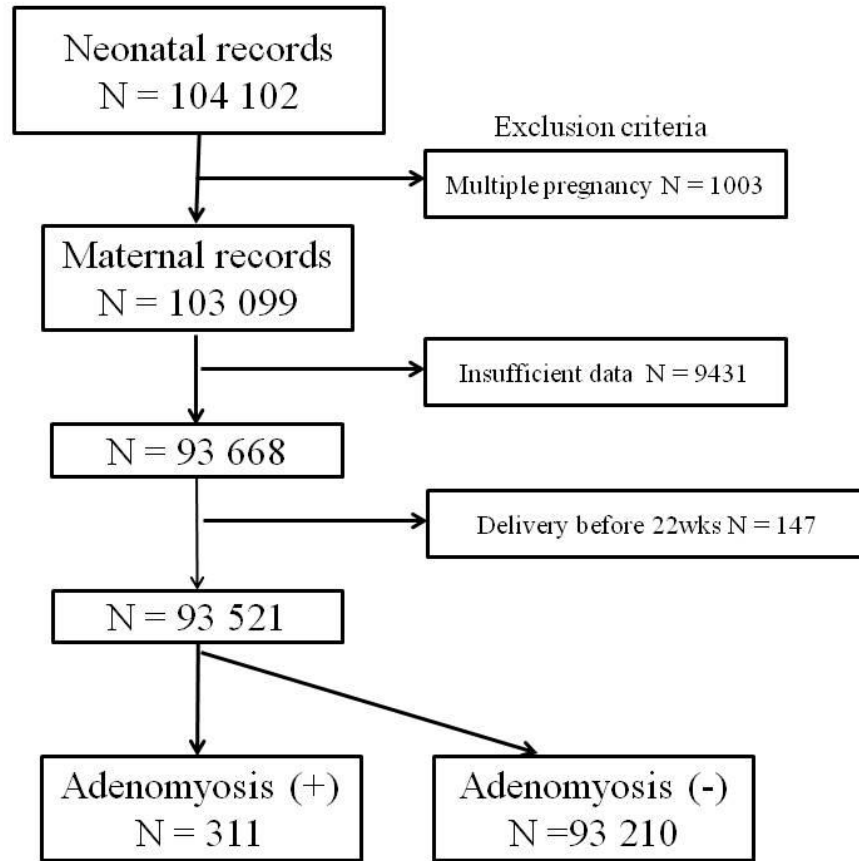 Neonatal records
N = 104 102
Exclusion criteria
Multiple pregnancy N = 1003
Maternal records
N = 103 099
Insufficient data N = 9431
N = 93 668
Delivery before 22wks N = 147
N = 93 521
Adenomyosis (+)
N = 311
Adenomyosis (-)
N =93 210